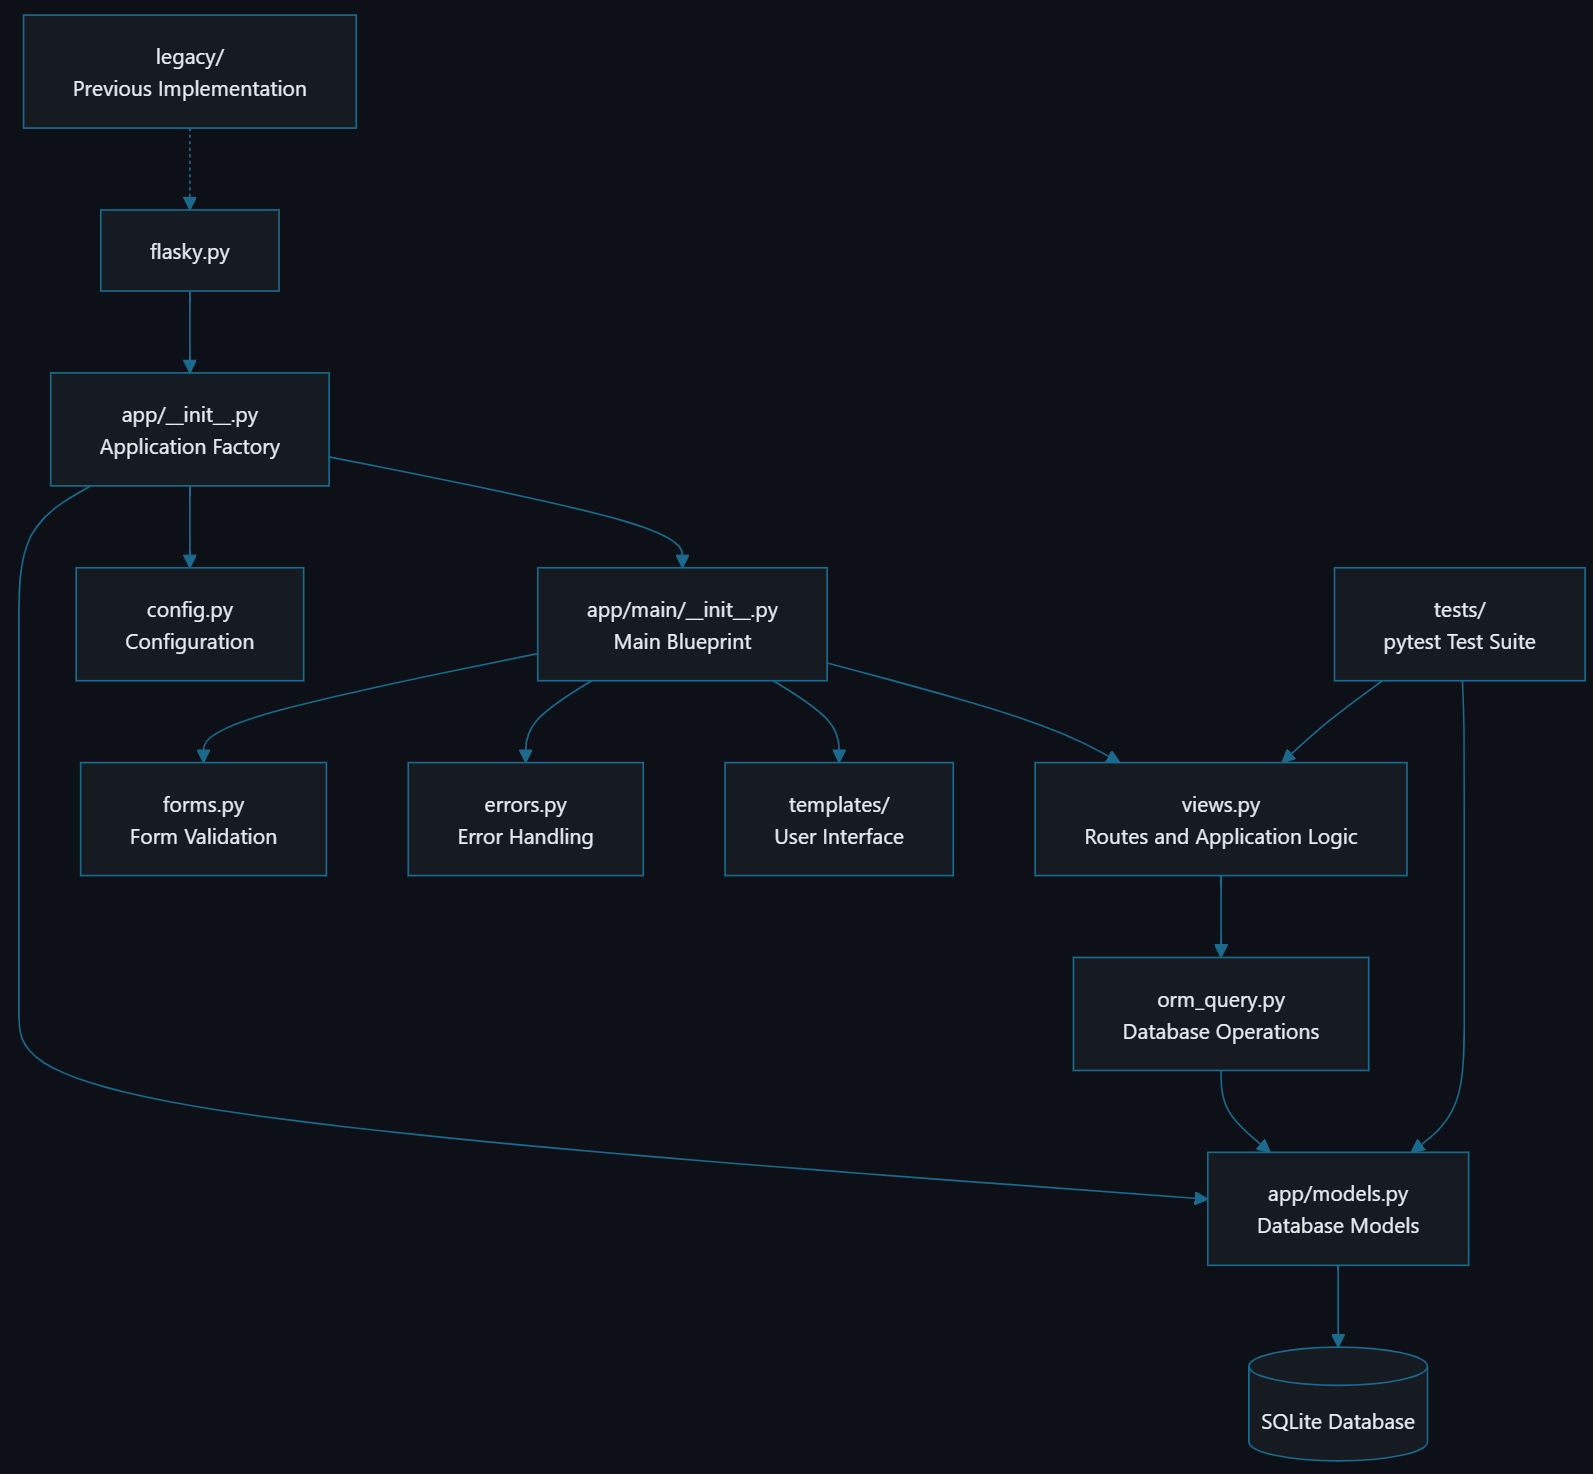 legacy/
Previous Implementation
flasky.py
app/__init__.py
Application Factory
config.py
Configuration
app/main/__init__.py
Main Blueprint
tests/
pytest Test Suite
forms.py
Form Validation
errors.py
Error Handling
templates/
User Interface
views.py
Routes and Application Logic
orm_query.py
Database Operations
app/models.py
Database Models
SQLite Database